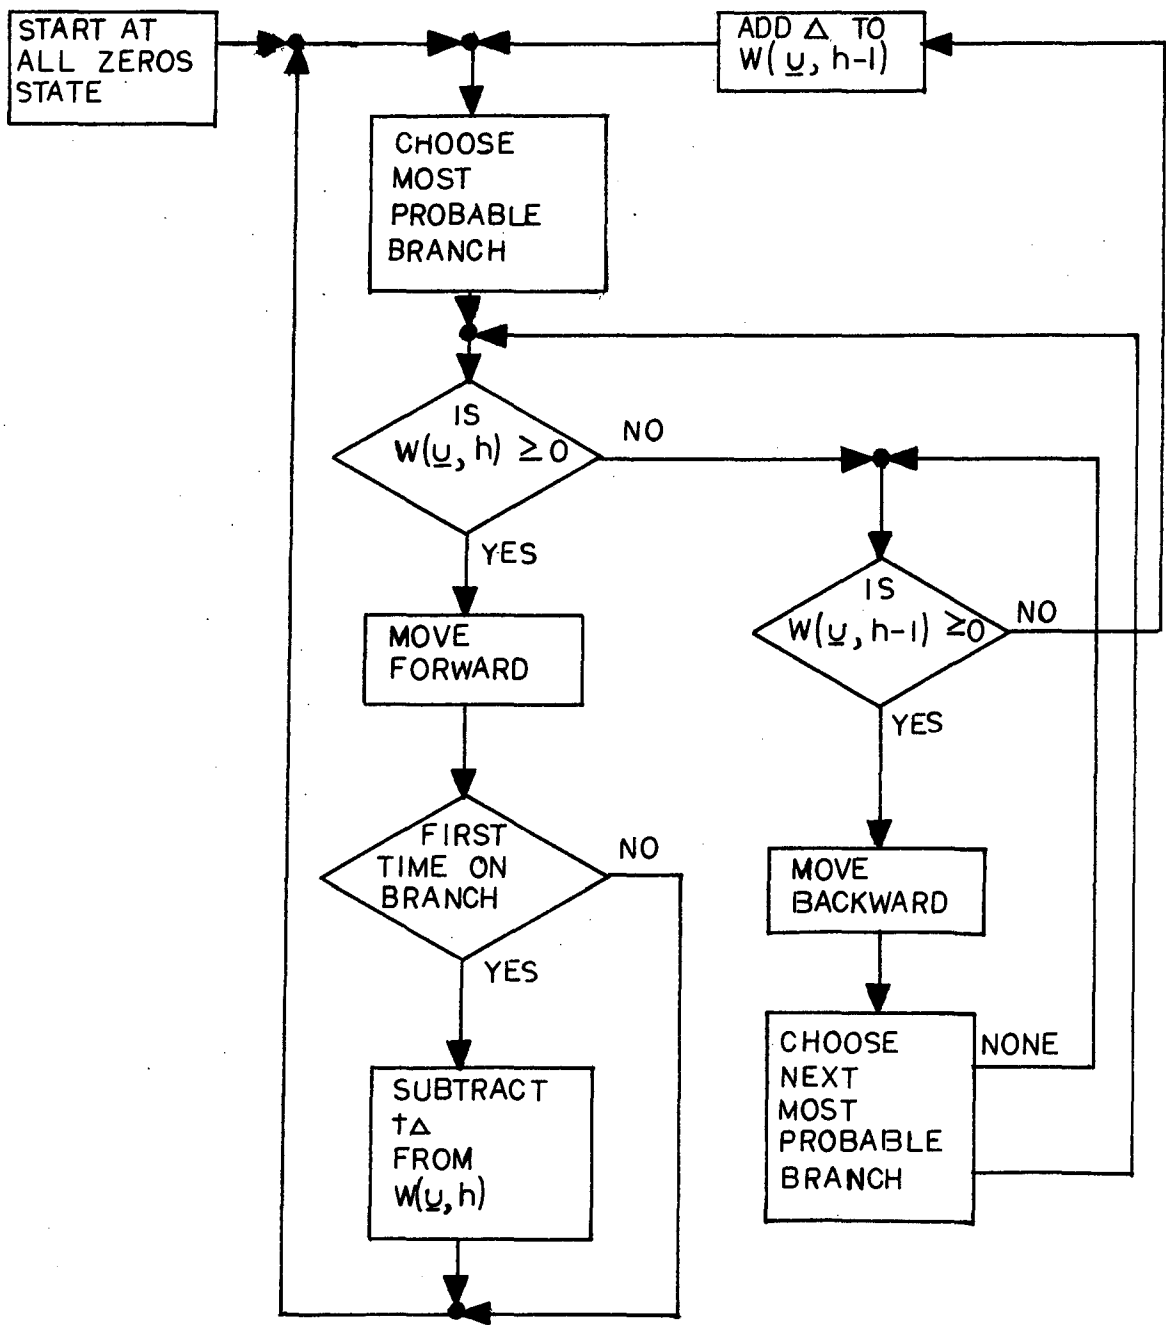 START AT
ALL ZEROS
STATE
ADD Δ TO
W(u̲, h-1)
CHOOSE
MOST
PROBABLE
BRANCH
IS
W(u̲, h) ≥ 0
NO
YES
MOVE
FORWARD
FIRST
TIME ON
BRANCH
NO
YES
SUBTRACT
t△
FROM
W(u̲, h)
IS
W(u̲, h-1) ≥0
NO
YES
MOVE
BACKWARD
CHOOSE
NEXT
MOST
PROBABLE
BRANCH
NONE